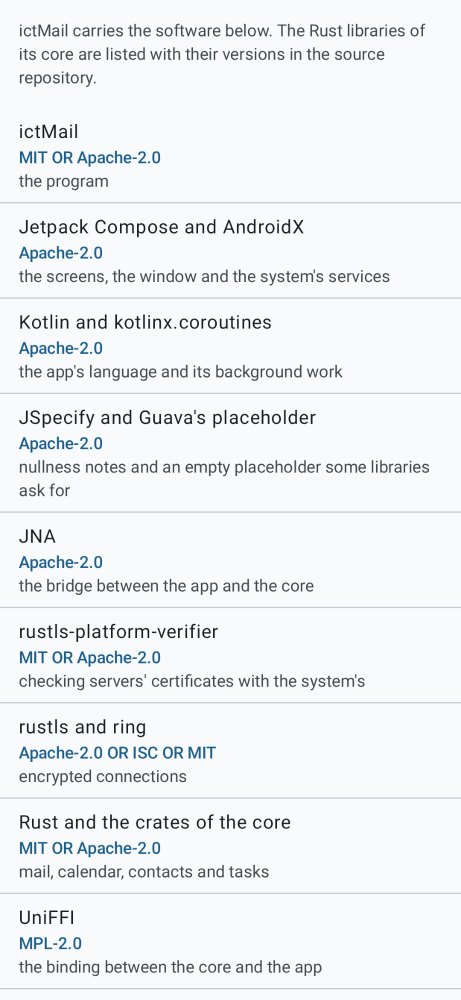 ictMail carries the software below. The Rust libraries of
its core are listed with their versions in the source
repository.
ictMail
MIT OR Apache-2.0
the program
Jetpack Compose and AndroidX
Apache-2.0
the screens, the window and the system's services
Kotlin and kotlinx.coroutines
Apache-2.0
the app's language and its background work
JSpecify and Guava's placeholder
Apache-2.0
nullness notes and an empty placeholder some libraries
ask for
JNA
Apache-2.0
the bridge between the app and the core
rustls-platform-verifier
MIT OR Apache-2.0
checking servers' certificates with the system's
rustls and ring
Apache-2.0 OR ISC OR MIT
encrypted connections
Rust and the crates of the core
MIT OR Apache-2.0
mail, calendar, contacts and tasks
UniFFI
MPL-2.0
the binding between the core and the app